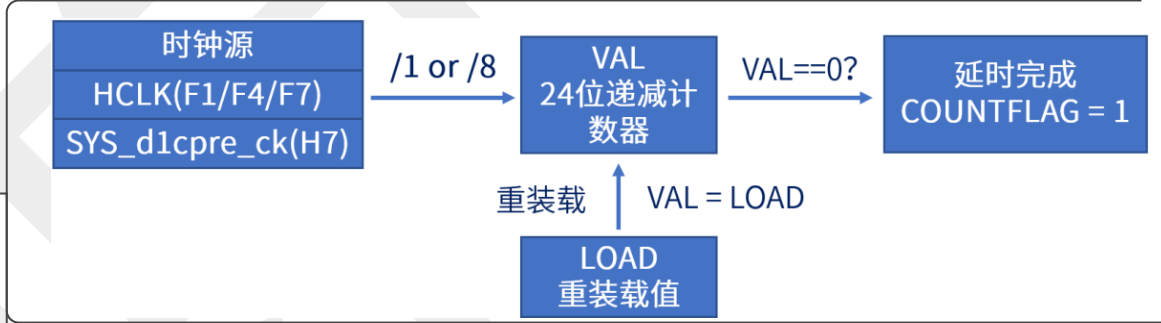 时钟源
HCLK(F1/F4/F7)
SYS_d1cpre_ck(H7)
/1 or /8
VAL
24位递减计
数器
VAL==0?
延时完成
COUNTFLAG = 1
重装载
VAL = LOAD
LOAD
重装载值